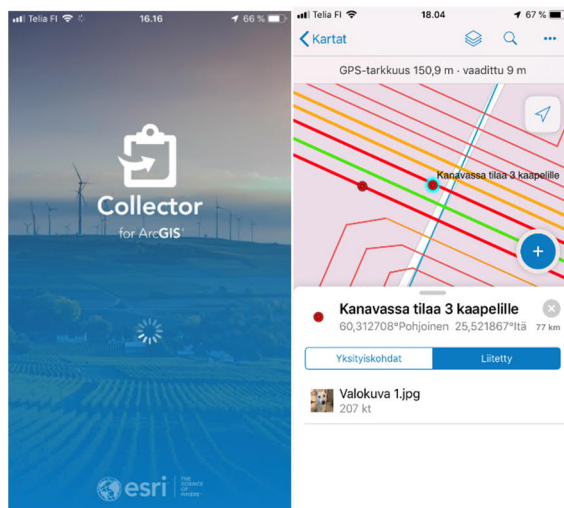 Telia FI
16.16
66 %
Collector
for ArcGIS
esri
THE
SCIENCE
OF
WHERE
Telia FI
18.04
67 %
Kartat
GPS-tarkkuus 150,9 m · vaadittu 9 m
Kanavassa tilaa 3 kaapelille
+
Kanavassa tilaa 3 kaapelille
60,312708°Pohjoinen 25,521867°Itä 77 km
Yksityiskohdat
Liitetty
Valokuva 1.jpg
207 kt